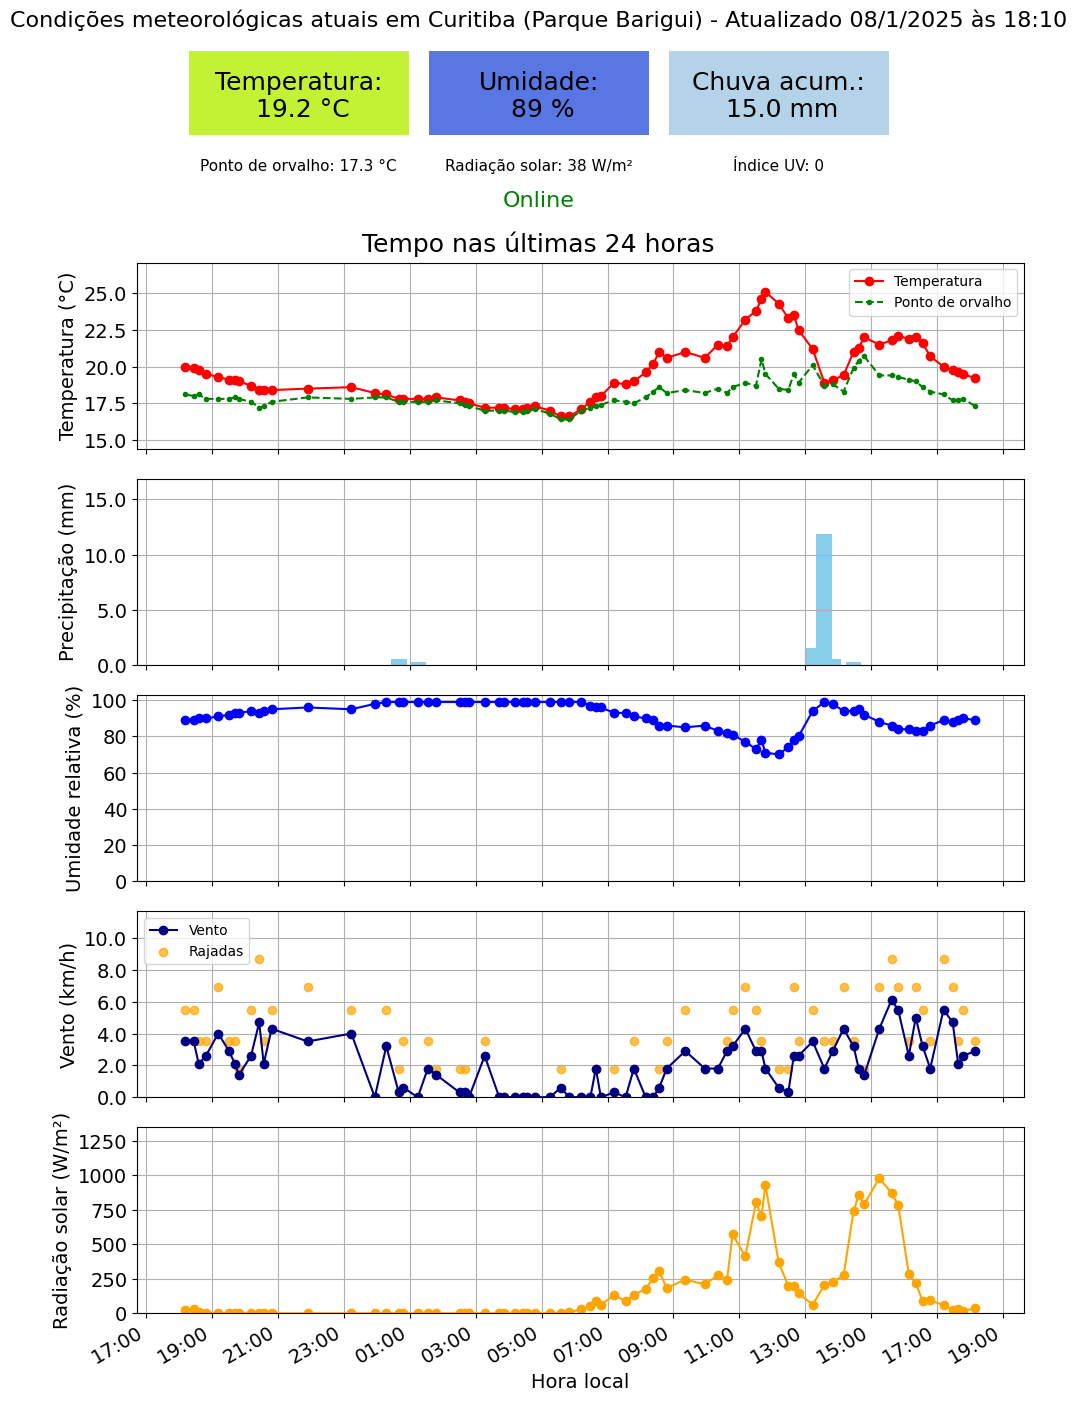 Condições meteorológicas atuais em Curitiba (Parque Barigui) - Atualizado 08/1/2025 às 18:10
Temperatura:
19.2 °C
Umidade:
89 %
Chuva acum.:
15.0 mm
Ponto de orvalho: 17.3 °C
Radiação solar: 38 W/m²
Índice UV: 0
Online
Tempo nas últimas 24 horas
Temperatura (°C)
25.0
22.5
20.0
17.5
15.0
Temperatura
Ponto de orvalho
Precipitação (mm)
15.0
10.0
5.0
0.0
Umidade relativa (%)
100
80
60
40
20
0
Vento (km/h)
10.0
8.0
6.0
4.0
2.0
0.0
Vento
Rajadas
Radiação solar (W/m²)
1250
1000
750
500
250
0
17:00
19:00
21:00
23:00
01:00
03:00
05:00
07:00
09:00
11:00
13:00
15:00
17:00
19:00
Hora local